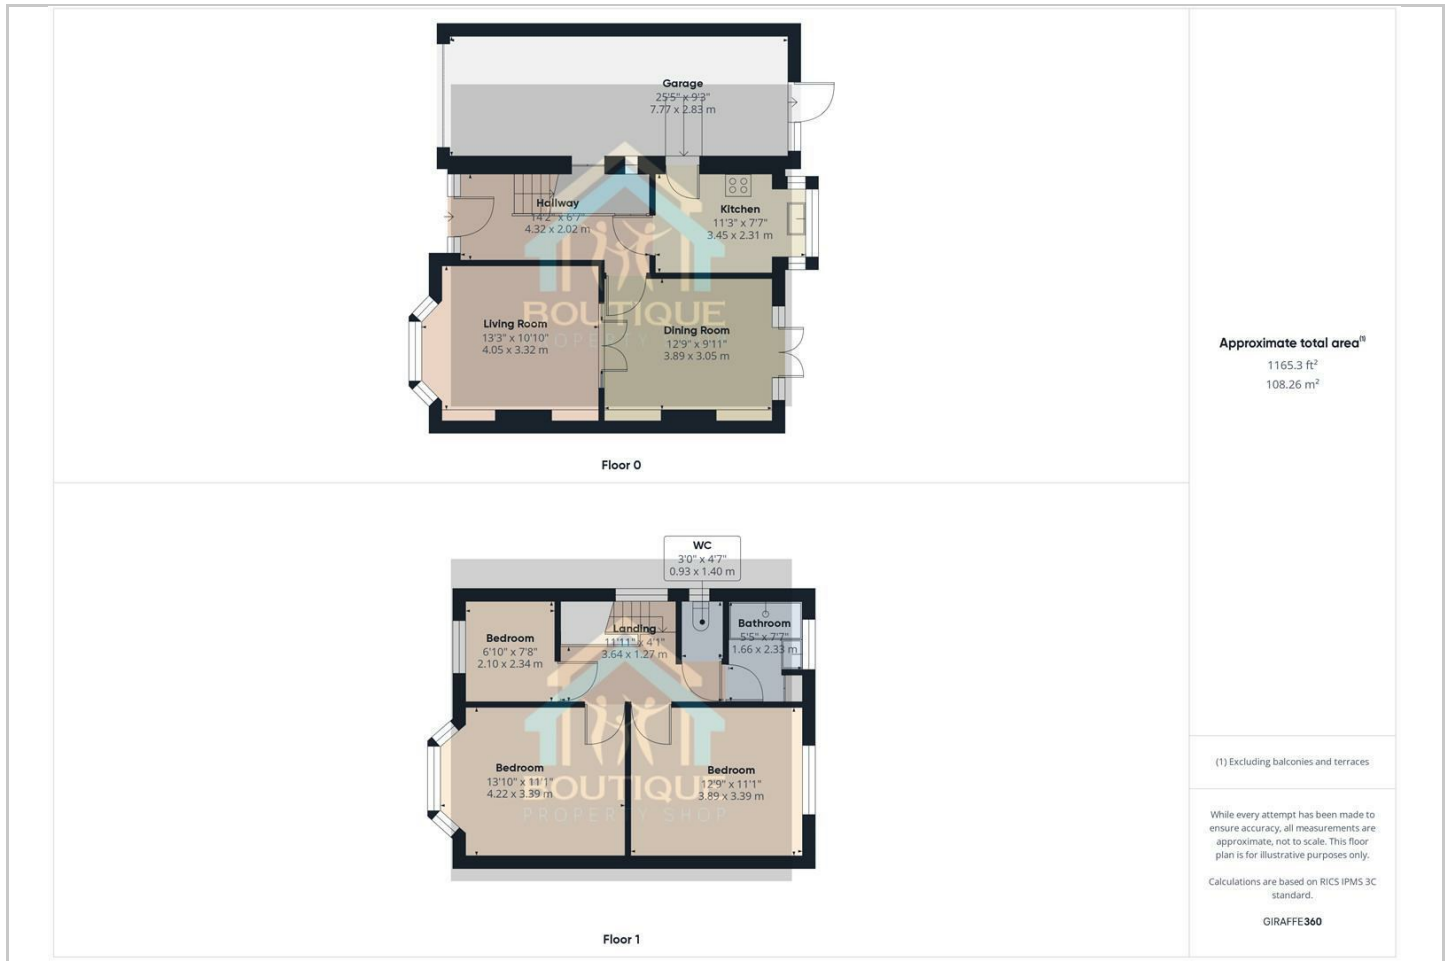 Garage
25'5" x 9'3"
7.77 x 2.83 m
Hallway
14'2" x 6'7"
4.32 x 2.02 m
Kitchen
11'3" x 7'7"
3.45 x 2.31 m
Living Room
13'3" x 10'10"
4.05 x 3.32 m
Dining Room
12'9" x 9'11"
3.89 x 3.05 m
BOUTIQUE
PROPERTY SHOP
Floor 0
WC
3'0" x 4'7"
0.93 x 1.40 m
Bedroom
6'10" x 7'8"
2.10 x 2.34 m
Landing
11'11" x 4'1"
3.64 x 1.27 m
Bathroom
5'5" x 7'7"
1.66 x 2.33 m
Bedroom
13'10" x 11'1"
4.22 x 3.39 m
Bedroom
12'9" x 11'1"
3.89 x 3.39 m
BOUTIQUE
PROPERTY SHOP
Floor 1
Approximate total area(1)
1165.3 ft²
108.26 m²
(1) Excluding balconies and terraces
While every attempt has been made to
ensure accuracy, all measurements are
approximate, not to scale. This floor
plan is for illustrative purposes only.
Calculations are based on RICS IPMS 3C
standard.
GIRAFFE360